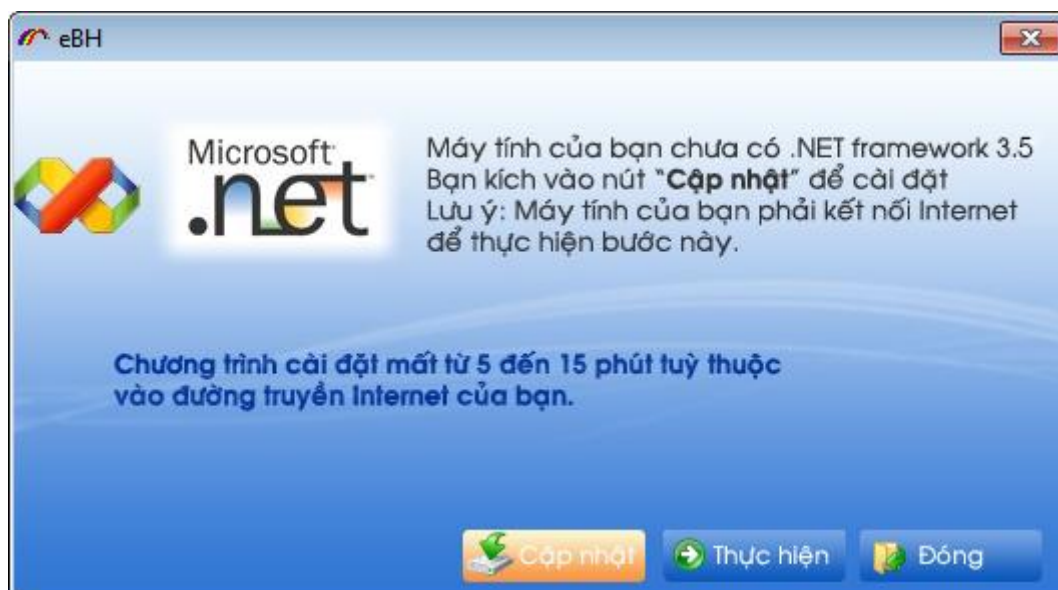 eBH
Microsoft
.net
Máy tính của bạn chưa có .NET framework 3.5
Bạn kích vào nút "Cập nhật" để cài đặt
Lưu ý: Máy tính của bạn phải kết nối Internet
để thực hiện bước này.
Chương trình cài đặt mất từ 5 đến 15 phút tuỳ thuộc
vào đường truyền Internet của bạn.
Cập nhật
Thực hiện
Đóng